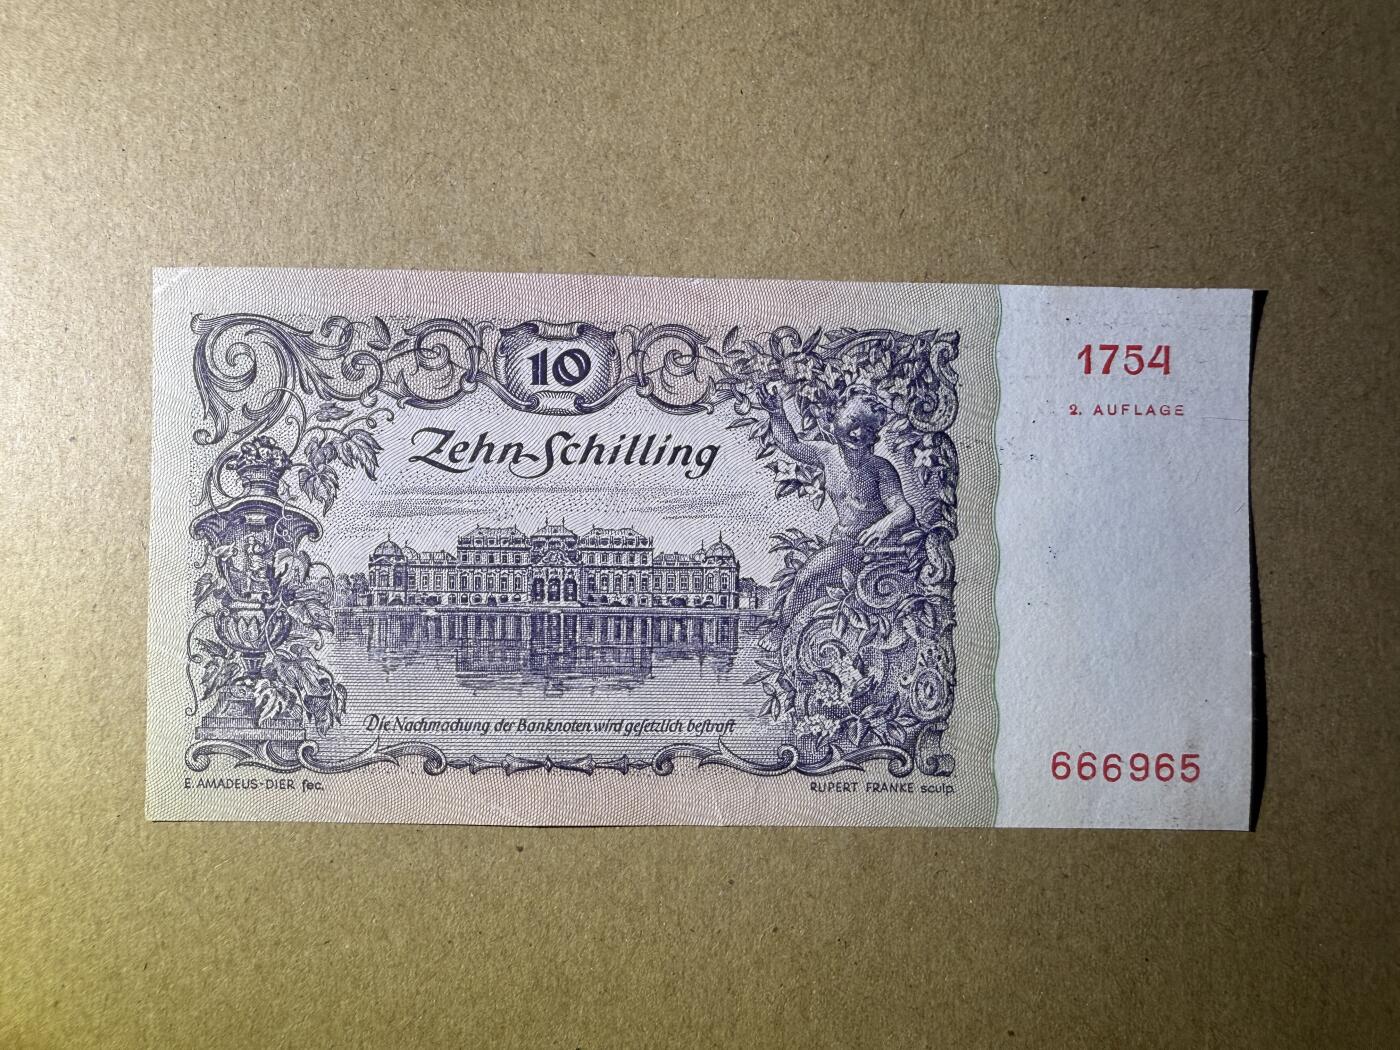 10
Zehn Schilling
Die Nachmachung der Banknoten wird gesetzlich bestraft
E. AMADEUS-DIER fec.
RUPERT FRANKE sculp.
1754
2. AUFLAGE
666965